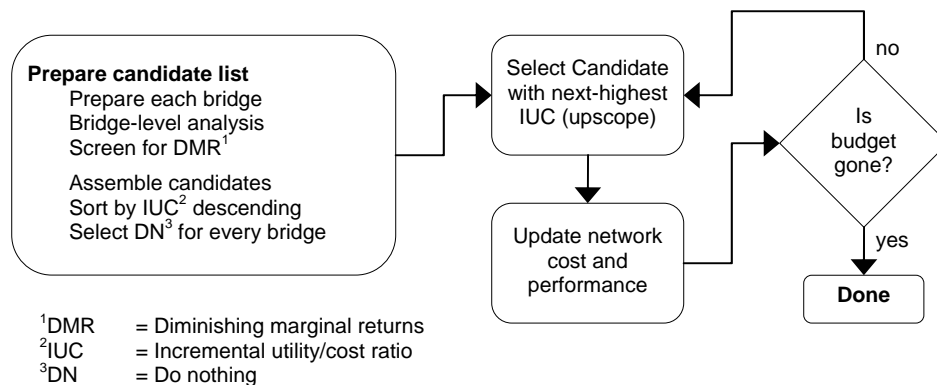 Prepare candidate list
Prepare each bridge
Bridge-level analysis
Screen for DMR¹
Assemble candidates
Sort by IUC² descending
Select DN³ for every bridge
Select Candidate
with next-highest
IUC (upscope)
Update network
cost and
performance
no
Is
budget
gone?
yes
Done
¹DMR = Diminishing marginal returns
²IUC = Incremental utility/cost ratio
³DN = Do nothing